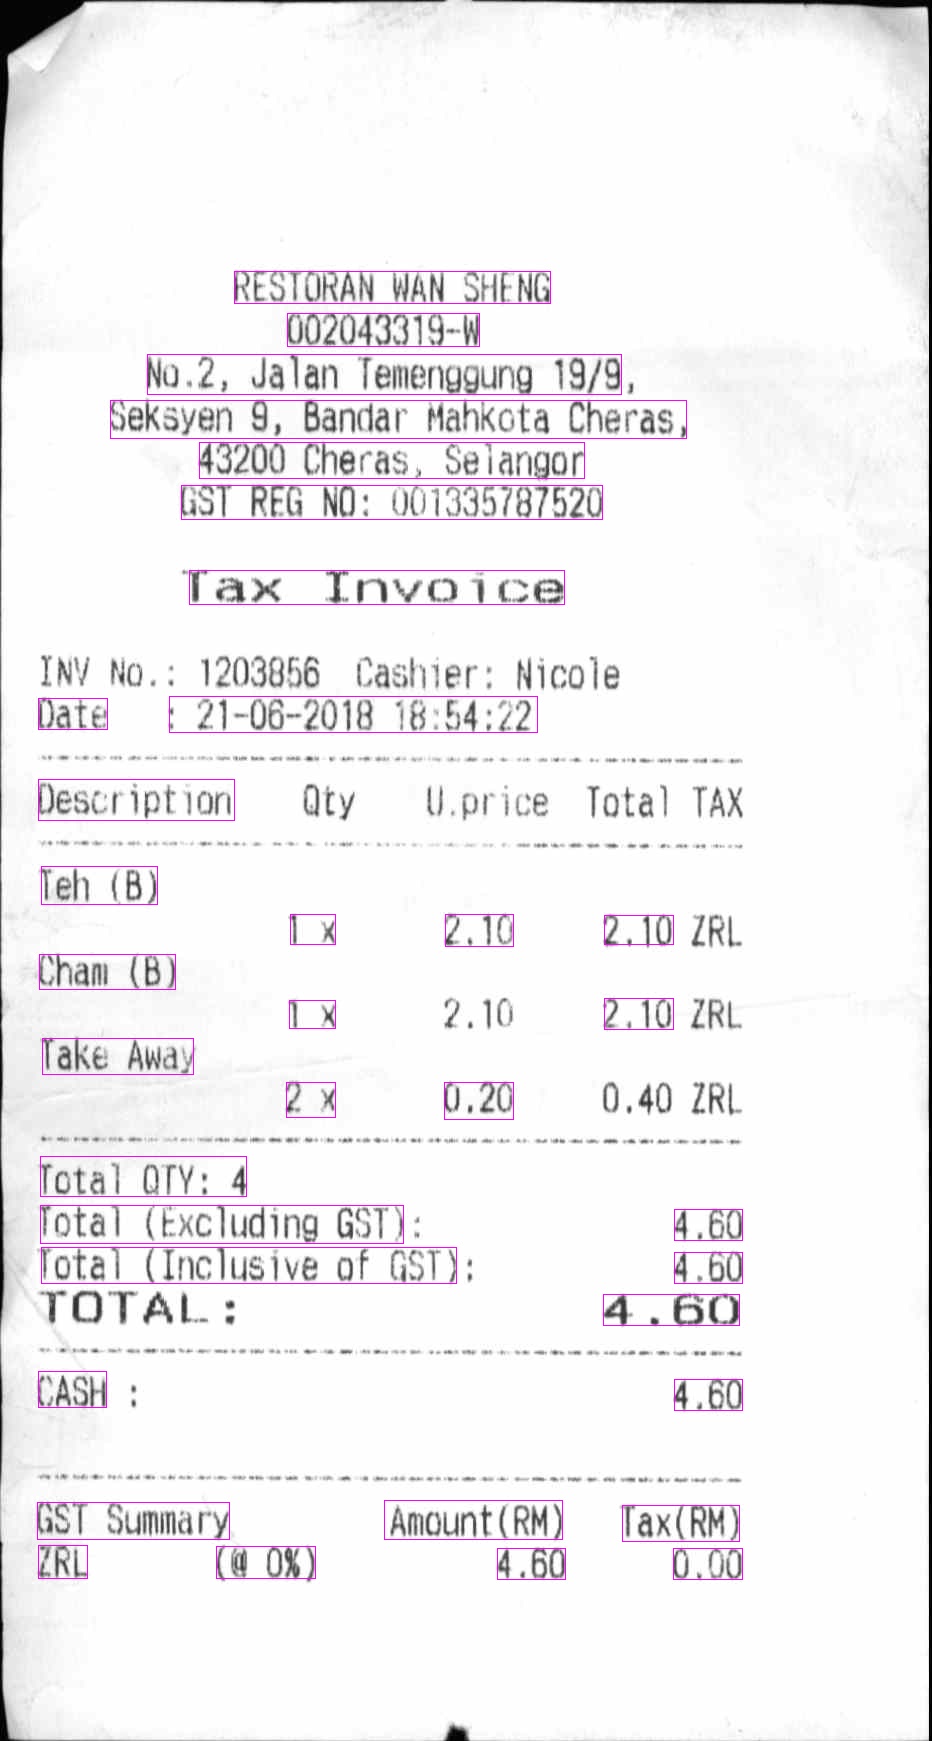 RESTORAN WAN SHENG
002043319-W
No.2, Jalan Temenggung 19/9,
Seksyen 9, Bandar Mahkota Cheras,
43200 Cheras, Selangor
GST REG NO: 001335787520
Tax Invoice
INV No.: 1203856 Cashier: Nicole
Date : 21-06-2018 18:54:22
Description Qty U.price Total TAX
Teh (B)
1 x 2.10 2.10 ZRL
Cham (B)
1 x 2.10 2.10 ZRL
Take Away
2 x 0.20 0.40 ZRL
Total QTY: 4
Total (Excluding GST): 4.60
Total (Inclusive of GST): 4.60
TOTAL: 4.60
CASH : 4.60
GST Summary Amount(RM) Tax(RM)
ZRL (@ 0%) 4.60 0.00